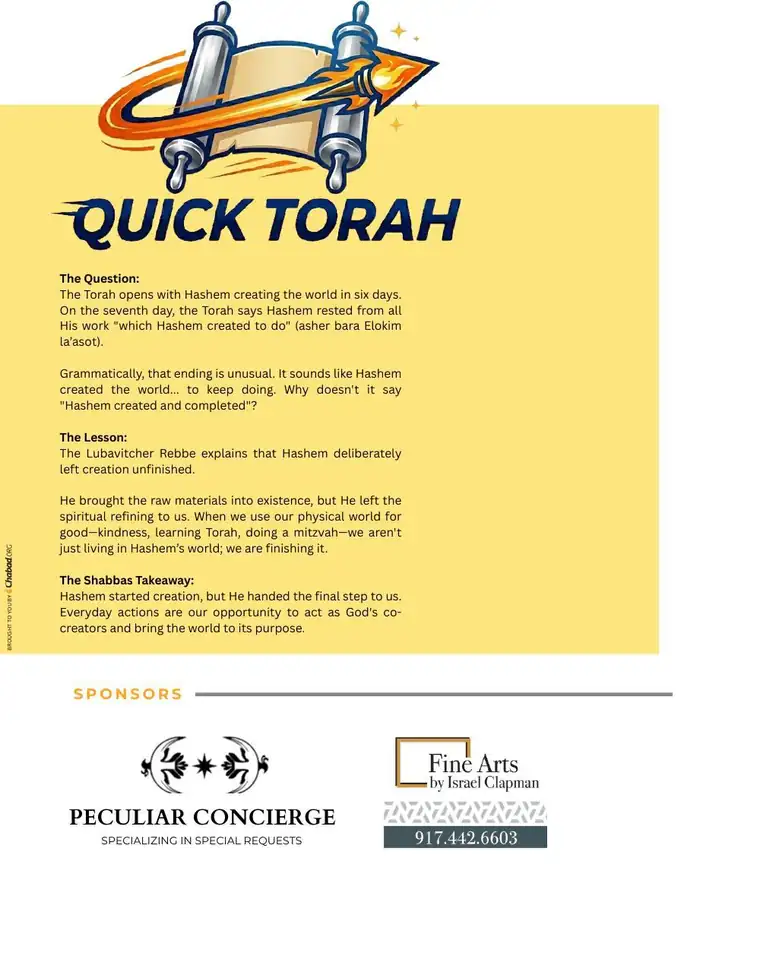 QUICK TORAH
The Question:
The Torah opens with Hashem creating the world in six days.
On the seventh day, the Torah says Hashem rested from all
His work "which Hashem created to do" (asher bara Elokim
la'asot).
Grammatically, that ending is unusual. It sounds like Hashem
created the world... to keep doing. Why doesn't it say
"Hashem created and completed"?
The Lesson:
The Lubavitcher Rebbe explains that Hashem deliberately
left creation unfinished.
He brought the raw materials into existence, but He left the
spiritual refining to us. When we use our physical world for
good—kindness, learning Torah, doing a mitzvah—we aren't
just living in Hashem’s world; we are finishing it.
The Shabbas Takeaway:
Hashem started creation, but He handed the final step to us.
Everyday actions are our opportunity to act as God's co-
creators and bring the world to its purpose.
BROUGHT TO YOU BY Chabad.ORG
SPONSORS
PECULIAR CONCIERGE
SPECIALIZING IN SPECIAL REQUESTS
Fine Arts
by Israel Clapman
917.442.6603